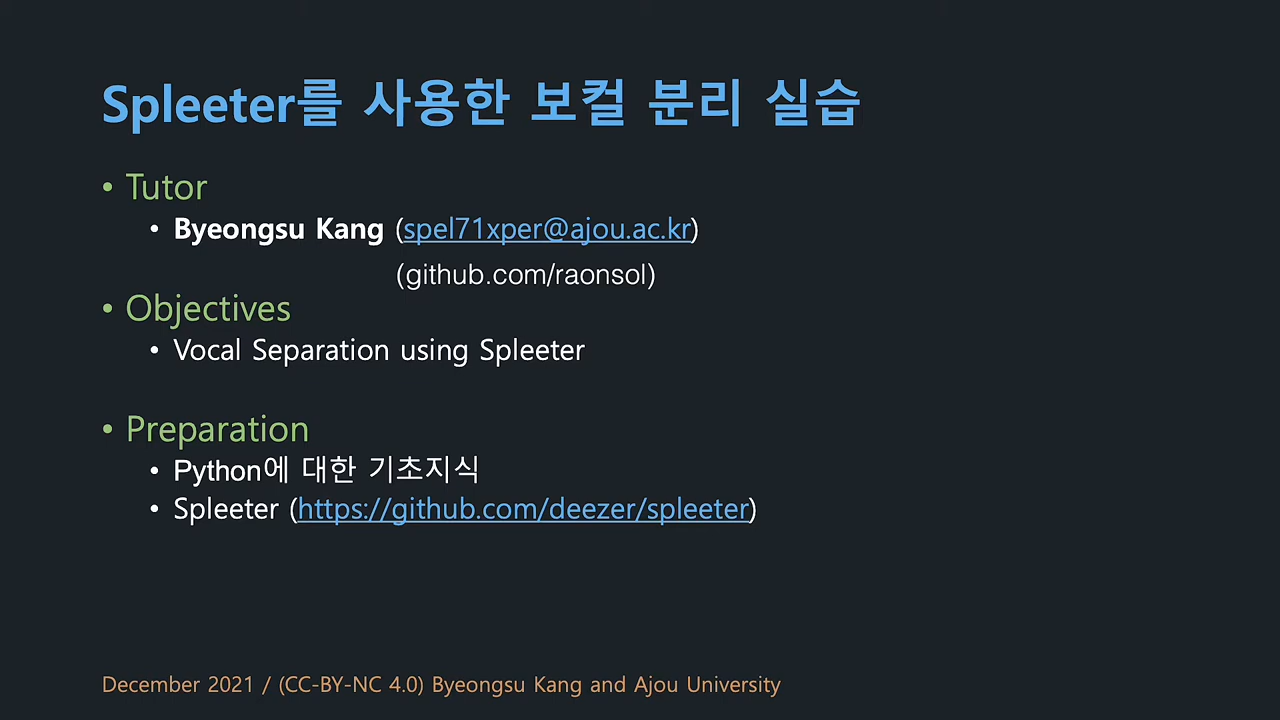 Spleeter를 사용한 보컬 분리 실습
• Tutor
• Byeongsu Kang (spel71xper@ajou.ac.kr)
(github.com/raonsol)
• Objectives
• Vocal Separation using Spleeter
• Preparation
• Python에 대한 기초지식
• Spleeter (https://github.com/deezer/spleeter)
December 2021 / (CC-BY-NC 4.0) Byeongsu Kang and Ajou University